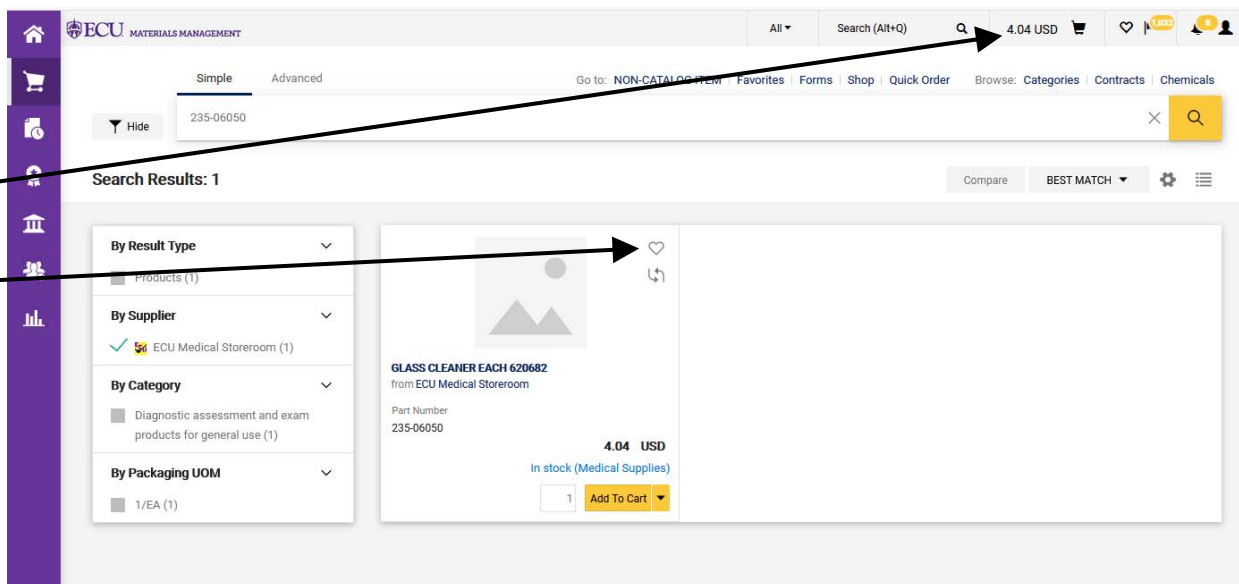 ECU MATERIALS MANAGEMENT
All
Search (Alt+Q)
4.04 USD
Simple
Advanced
Go to: NON-CATALOG ITEM | Favorites | Forms | Shop | Quick Order
Browse: Categories | Contracts | Chemicals
Hide
235-06050
Search Results: 1
Compare
BEST MATCH
By Result Type
Products (1)
By Supplier
ECU Medical Storeroom (1)
By Category
Diagnostic assessment and exam
products for general use (1)
By Packaging UOM
1/EA (1)
GLASS CLEANER EACH 620682
from ECU Medical Storeroom
Part Number
235-06050
4.04 USD
In stock (Medical Supplies)
1
Add To Cart